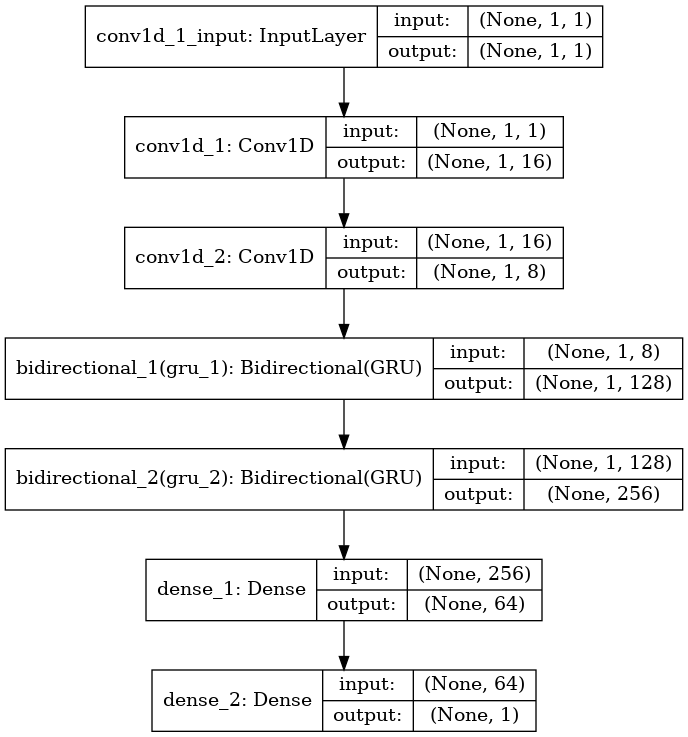 conv1d_1_input: InputLayer
input: (None, 1, 1)
output: (None, 1, 1)
conv1d_1: Conv1D
input: (None, 1, 1)
output: (None, 1, 16)
conv1d_2: Conv1D
input: (None, 1, 16)
output: (None, 1, 8)
bidirectional_1(gru_1): Bidirectional(GRU)
input: (None, 1, 8)
output: (None, 1, 128)
bidirectional_2(gru_2): Bidirectional(GRU)
input: (None, 1, 128)
output: (None, 256)
dense_1: Dense
input: (None, 256)
output: (None, 64)
dense_2: Dense
input: (None, 64)
output: (None, 1)